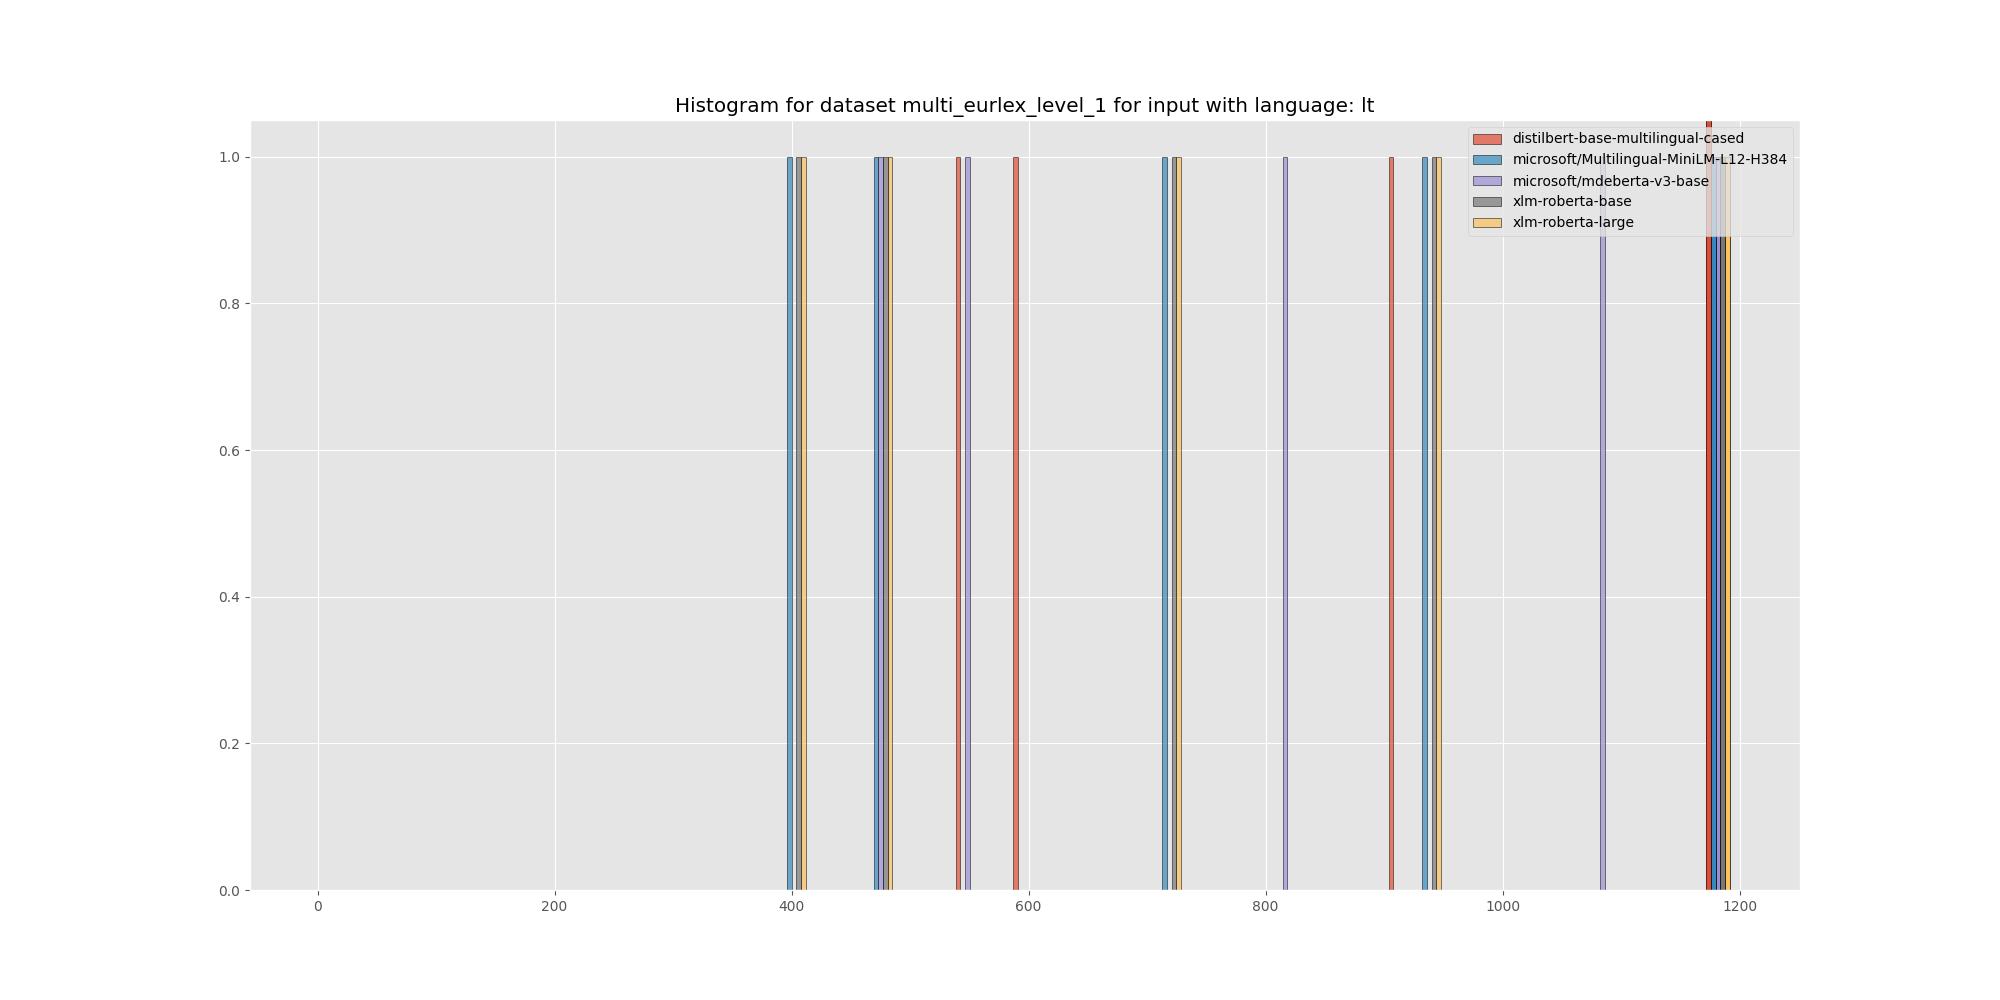 Histogram for dataset multi_eurlex_level_1 for input with language: lt
distilbert-base-multilingual-cased
microsoft/Multilingual-MiniLM-L12-H384
microsoft/mdeberta-v3-base
xlm-roberta-base
xlm-roberta-large
1.0
0.8
0.6
0.4
0.2
0.0
0 200 400 600 800 1000 1200